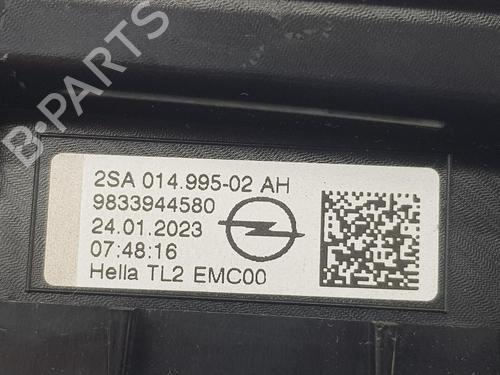 B-PARTS
2SA 014.995-02 AH
9833944580
24.01.2023
07:48:16
Hella TL2 EMC00